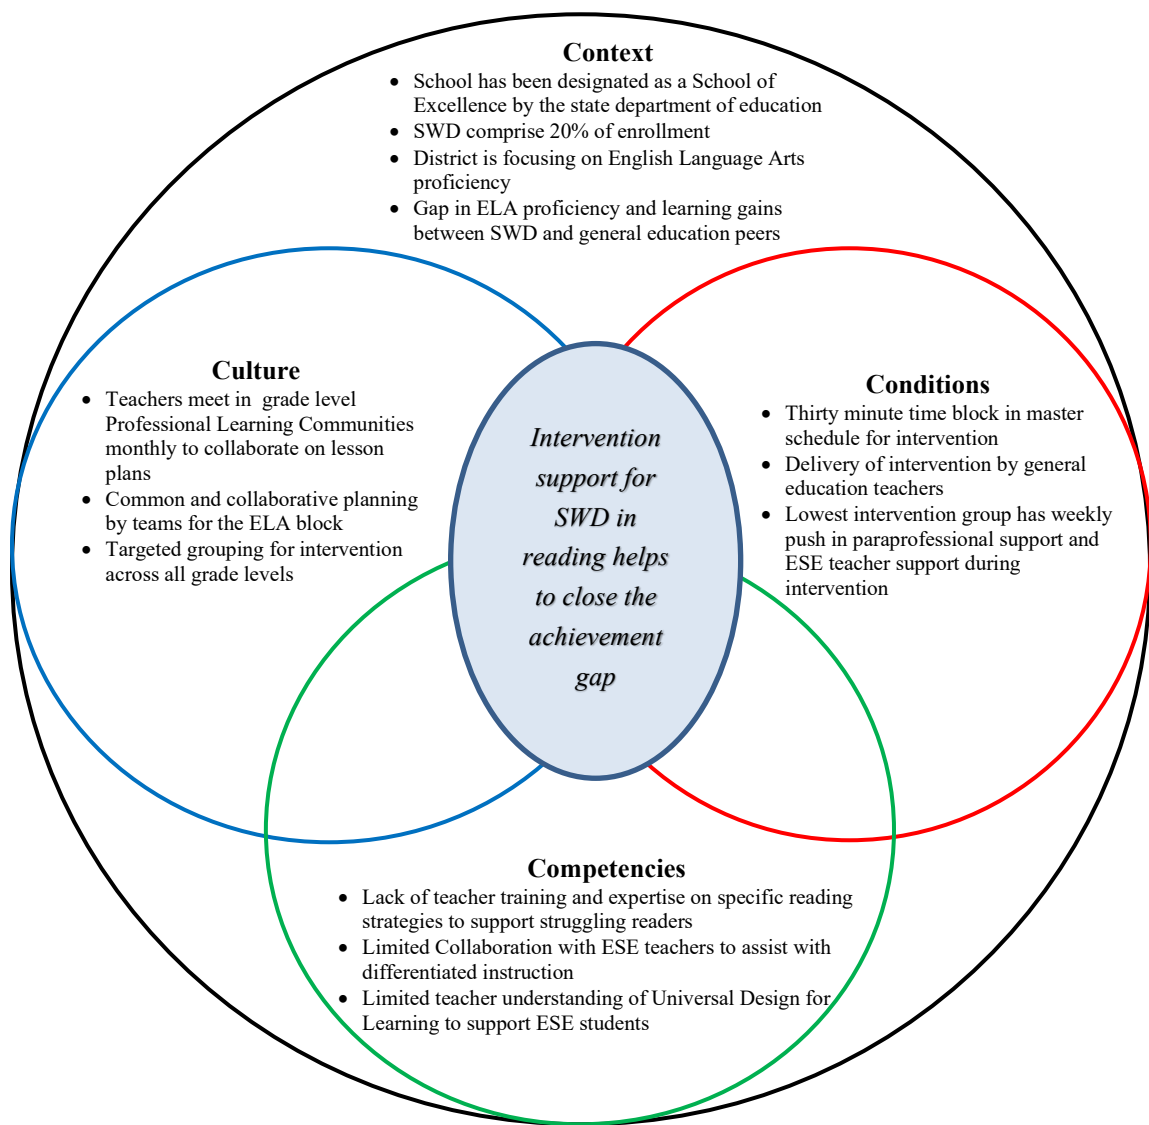 Context
• School has been designated as a School of
Excellence by the state department of education
• SWD comprise 20% of enrollment
• District is focusing on English Language Arts
proficiency
• Gap in ELA proficiency and learning gains
between SWD and general education peers
Culture
• Teachers meet in grade level
Professional Learning Communities
monthly to collaborate on lesson
plans
• Common and collaborative planning
by teams for the ELA block
• Targeted grouping for intervention
across all grade levels
Intervention
support for
SWD in
reading helps
to close the
achievement
gap
Conditions
• Thirty minute time block in master
schedule for intervention
• Delivery of intervention by general
education teachers
• Lowest intervention group has weekly
push in paraprofessional support and
ESE teacher support during
intervention
Competencies
• Lack of teacher training and expertise on specific reading
strategies to support struggling readers
• Limited Collaboration with ESE teachers to assist with
differentiated instruction
• Limited teacher understanding of Universal Design for
Learning to support ESE students